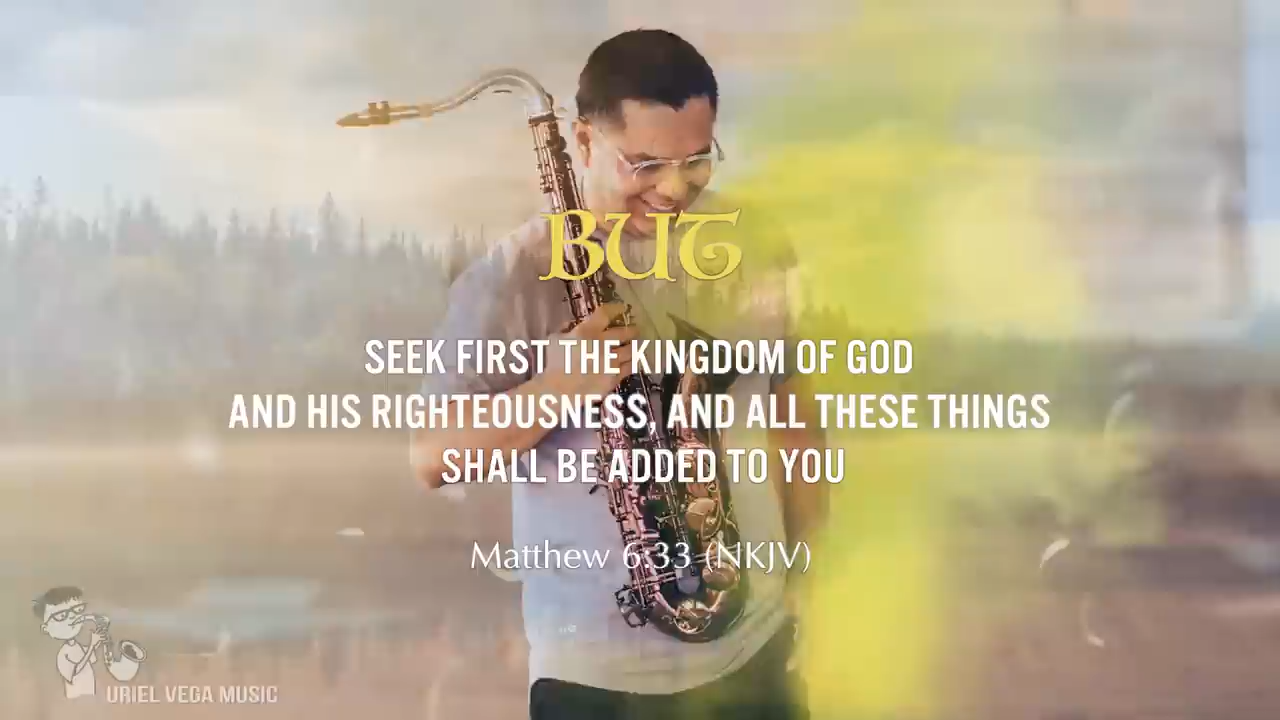 BUT
SEEK FIRST THE KINGDOM OF GOD
AND HIS RIGHTEOUSNESS, AND ALL THESE THINGS
SHALL BE ADDED TO YOU
Matthew 6:33 (NKJV)
URIEL VEGA MUSIC